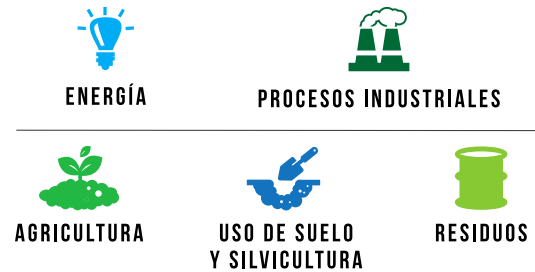 ENERGÍA
PROCESOS INDUSTRIALES
AGRICULTURA
USO DE SUELO
Y SILVICULTURA
RESIDUOS